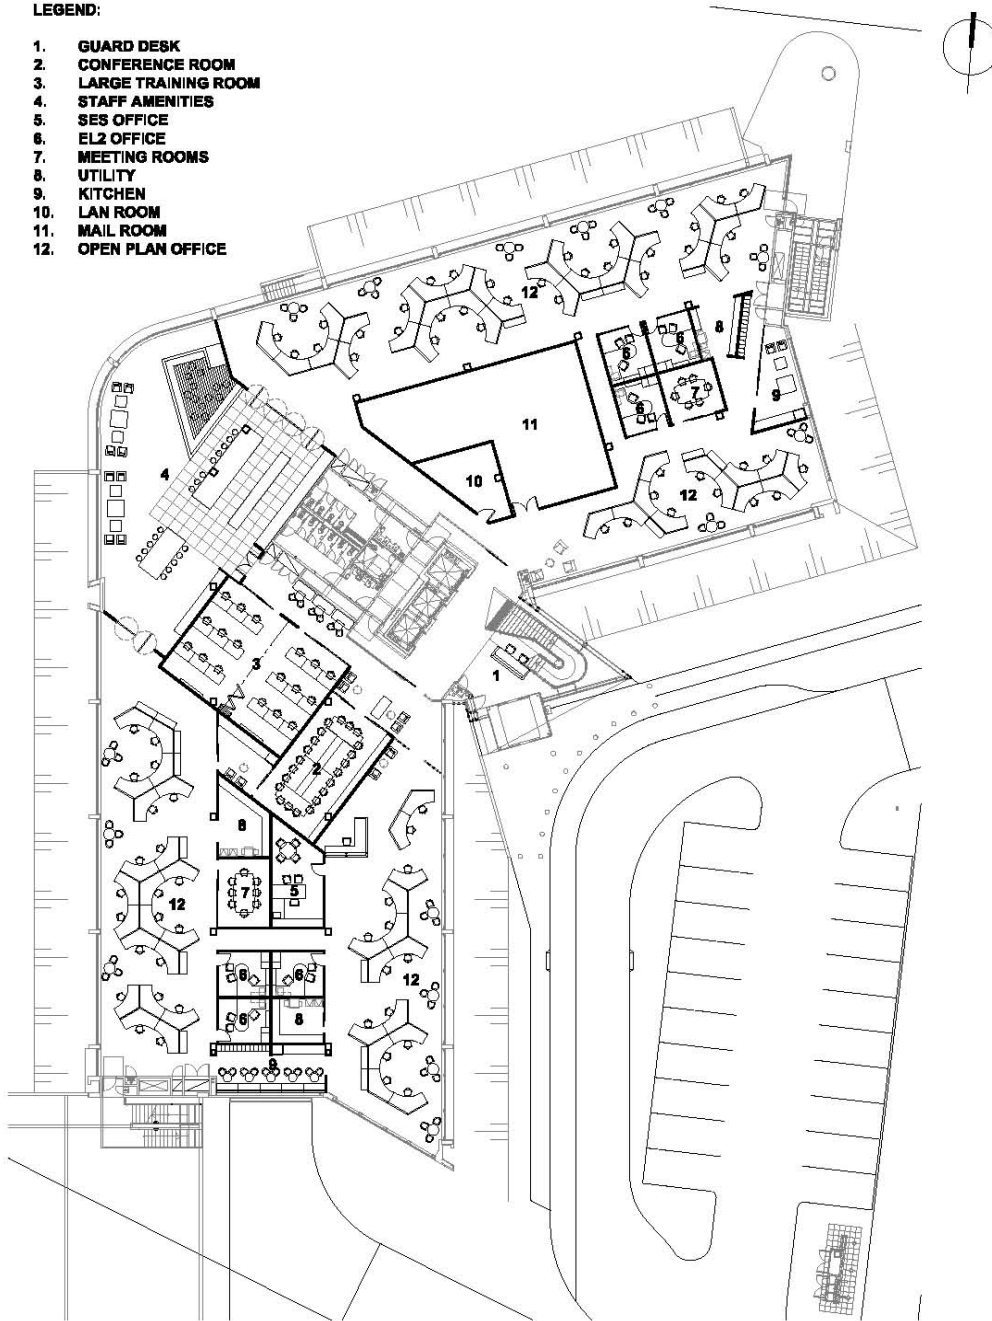 LEGEND:
1. GUARD DESK
2. CONFERENCE ROOM
3. LARGE TRAINING ROOM
4. STAFF AMENITIES
5. SES OFFICE
6. EL2 OFFICE
7. MEETING ROOMS
8. UTILITY
9. KITCHEN
10. LAN ROOM
11. MAIL ROOM
12. OPEN PLAN OFFICE
12
8
6
6
7
9
6
11
4
10
12
3
1
2
8
7
5
12
12
6
6
6
8
9